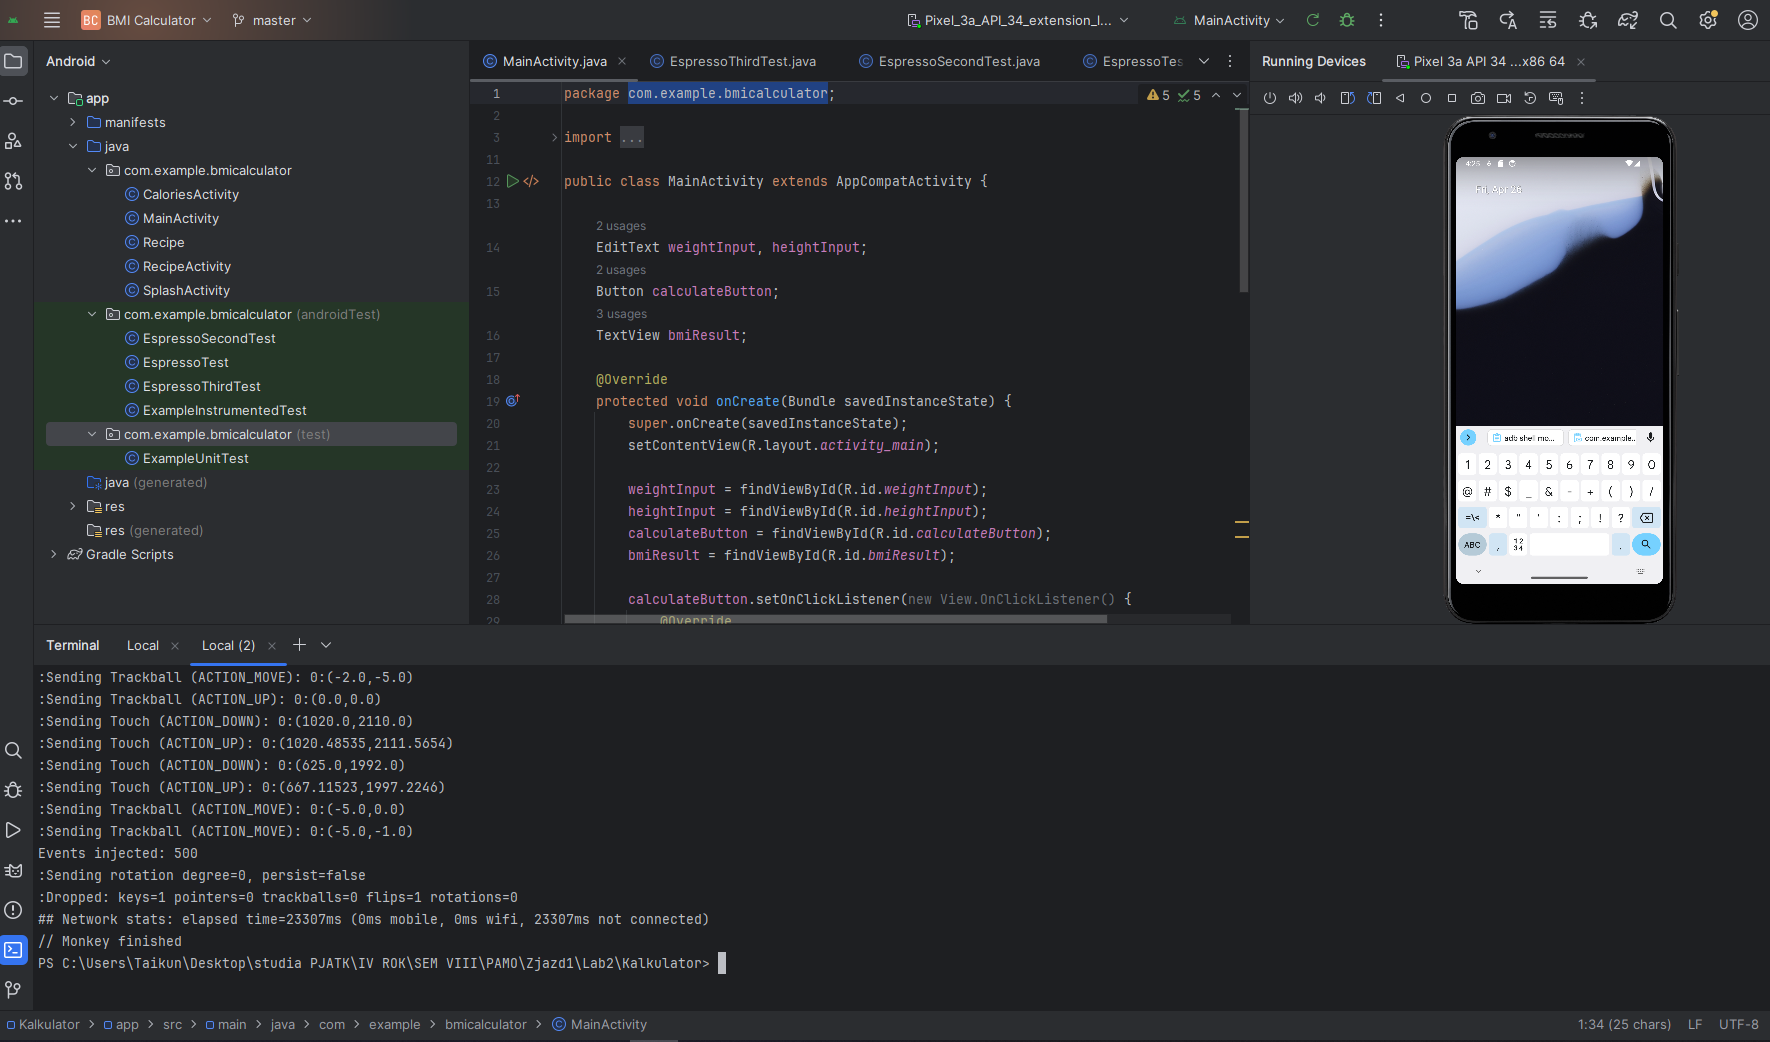 BC BMI Calculator
master
Pixel_3a_API_34_extension_l...
MainActivity
Android
app
manifests
java
com.example.bmicalculator
CaloriesActivity
MainActivity
Recipe
RecipeActivity
SplashActivity
com.example.bmicalculator (androidTest)
EspressoSecondTest
EspressoTest
EspressoThirdTest
ExampleInstrumentedTest
com.example.bmicalculator (test)
ExampleUnitTest
java (generated)
res
res (generated)
Gradle Scripts
MainActivity.java
EspressoThirdTest.java
EspressoSecondTest.java
EspressoTes
5 5
1 package com.example.bmicalculator;
2
3 import ...
11
12 public class MainActivity extends AppCompatActivity {
13
2 usages
14 EditText weightInput, heightInput;
2 usages
15 Button calculateButton;
3 usages
16 TextView bmiResult;
17
18 @Override
19 protected void onCreate(Bundle savedInstanceState) {
20 super.onCreate(savedInstanceState);
21 setContentView(R.layout.activity_main);
22
23 weightInput = findViewById(R.id.weightInput);
24 heightInput = findViewById(R.id.heightInput);
25 calculateButton = findViewById(R.id.calculateButton);
26 bmiResult = findViewById(R.id.bmiResult);
27
28 calculateButton.setOnClickListener(new View.OnClickListener() {
29 @Override
Running Devices
Pixel 3a API 34 ...x86 64
4:26
Fri, Apr 26
adb shell mo...
com.example..
1 2 3 4 5 6 7 8 9 0
@ # $ _ & - + ( ) /
=\< * " ' : ; ! ?
ABC , 12 34 .
Terminal
Local
Local (2)
:Sending Trackball (ACTION_MOVE): 0:(-2.0,-5.0)
:Sending Trackball (ACTION_UP): 0:(0.0,0.0)
:Sending Touch (ACTION_DOWN): 0:(1020.0,2110.0)
:Sending Touch (ACTION_UP): 0:(1020.48535,2111.5654)
:Sending Touch (ACTION_DOWN): 0:(625.0,1992.0)
:Sending Touch (ACTION_UP): 0:(667.11523,1997.2246)
:Sending Trackball (ACTION_MOVE): 0:(-5.0,0.0)
:Sending Trackball (ACTION_MOVE): 0:(-5.0,-1.0)
Events injected: 500
:Sending rotation degree=0, persist=false
:Dropped: keys=1 pointers=0 trackballs=0 flips=1 rotations=0
## Network stats: elapsed time=23307ms (0ms mobile, 0ms wifi, 23307ms not connected)
// Monkey finished
PS C:\Users\Taikun\Desktop\studia PJATK\IV ROK\SEM VIII\PAMO\Zjazd1\Lab2\Kalkulator>
Kalkulator > app > src > main > java > com > example > bmicalculator > MainActivity
1:34 (25 chars) LF UTF-8